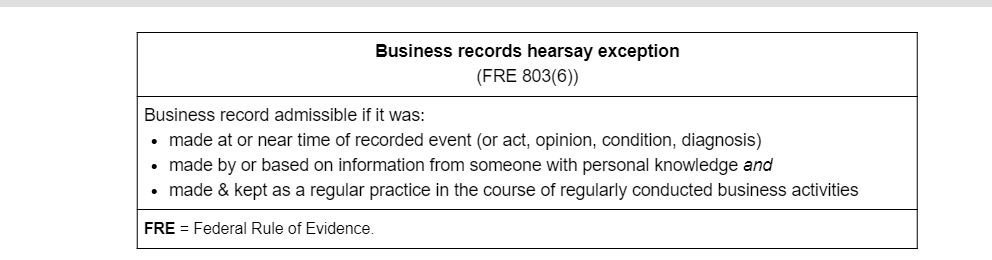 Business records hearsay exception
(FRE 803(6))
Business record admissible if it was:
• made at or near time of recorded event (or act, opinion, condition, diagnosis)
• made by or based on information from someone with personal knowledge and
• made & kept as a regular practice in the course of regularly conducted business activities
FRE = Federal Rule of Evidence.